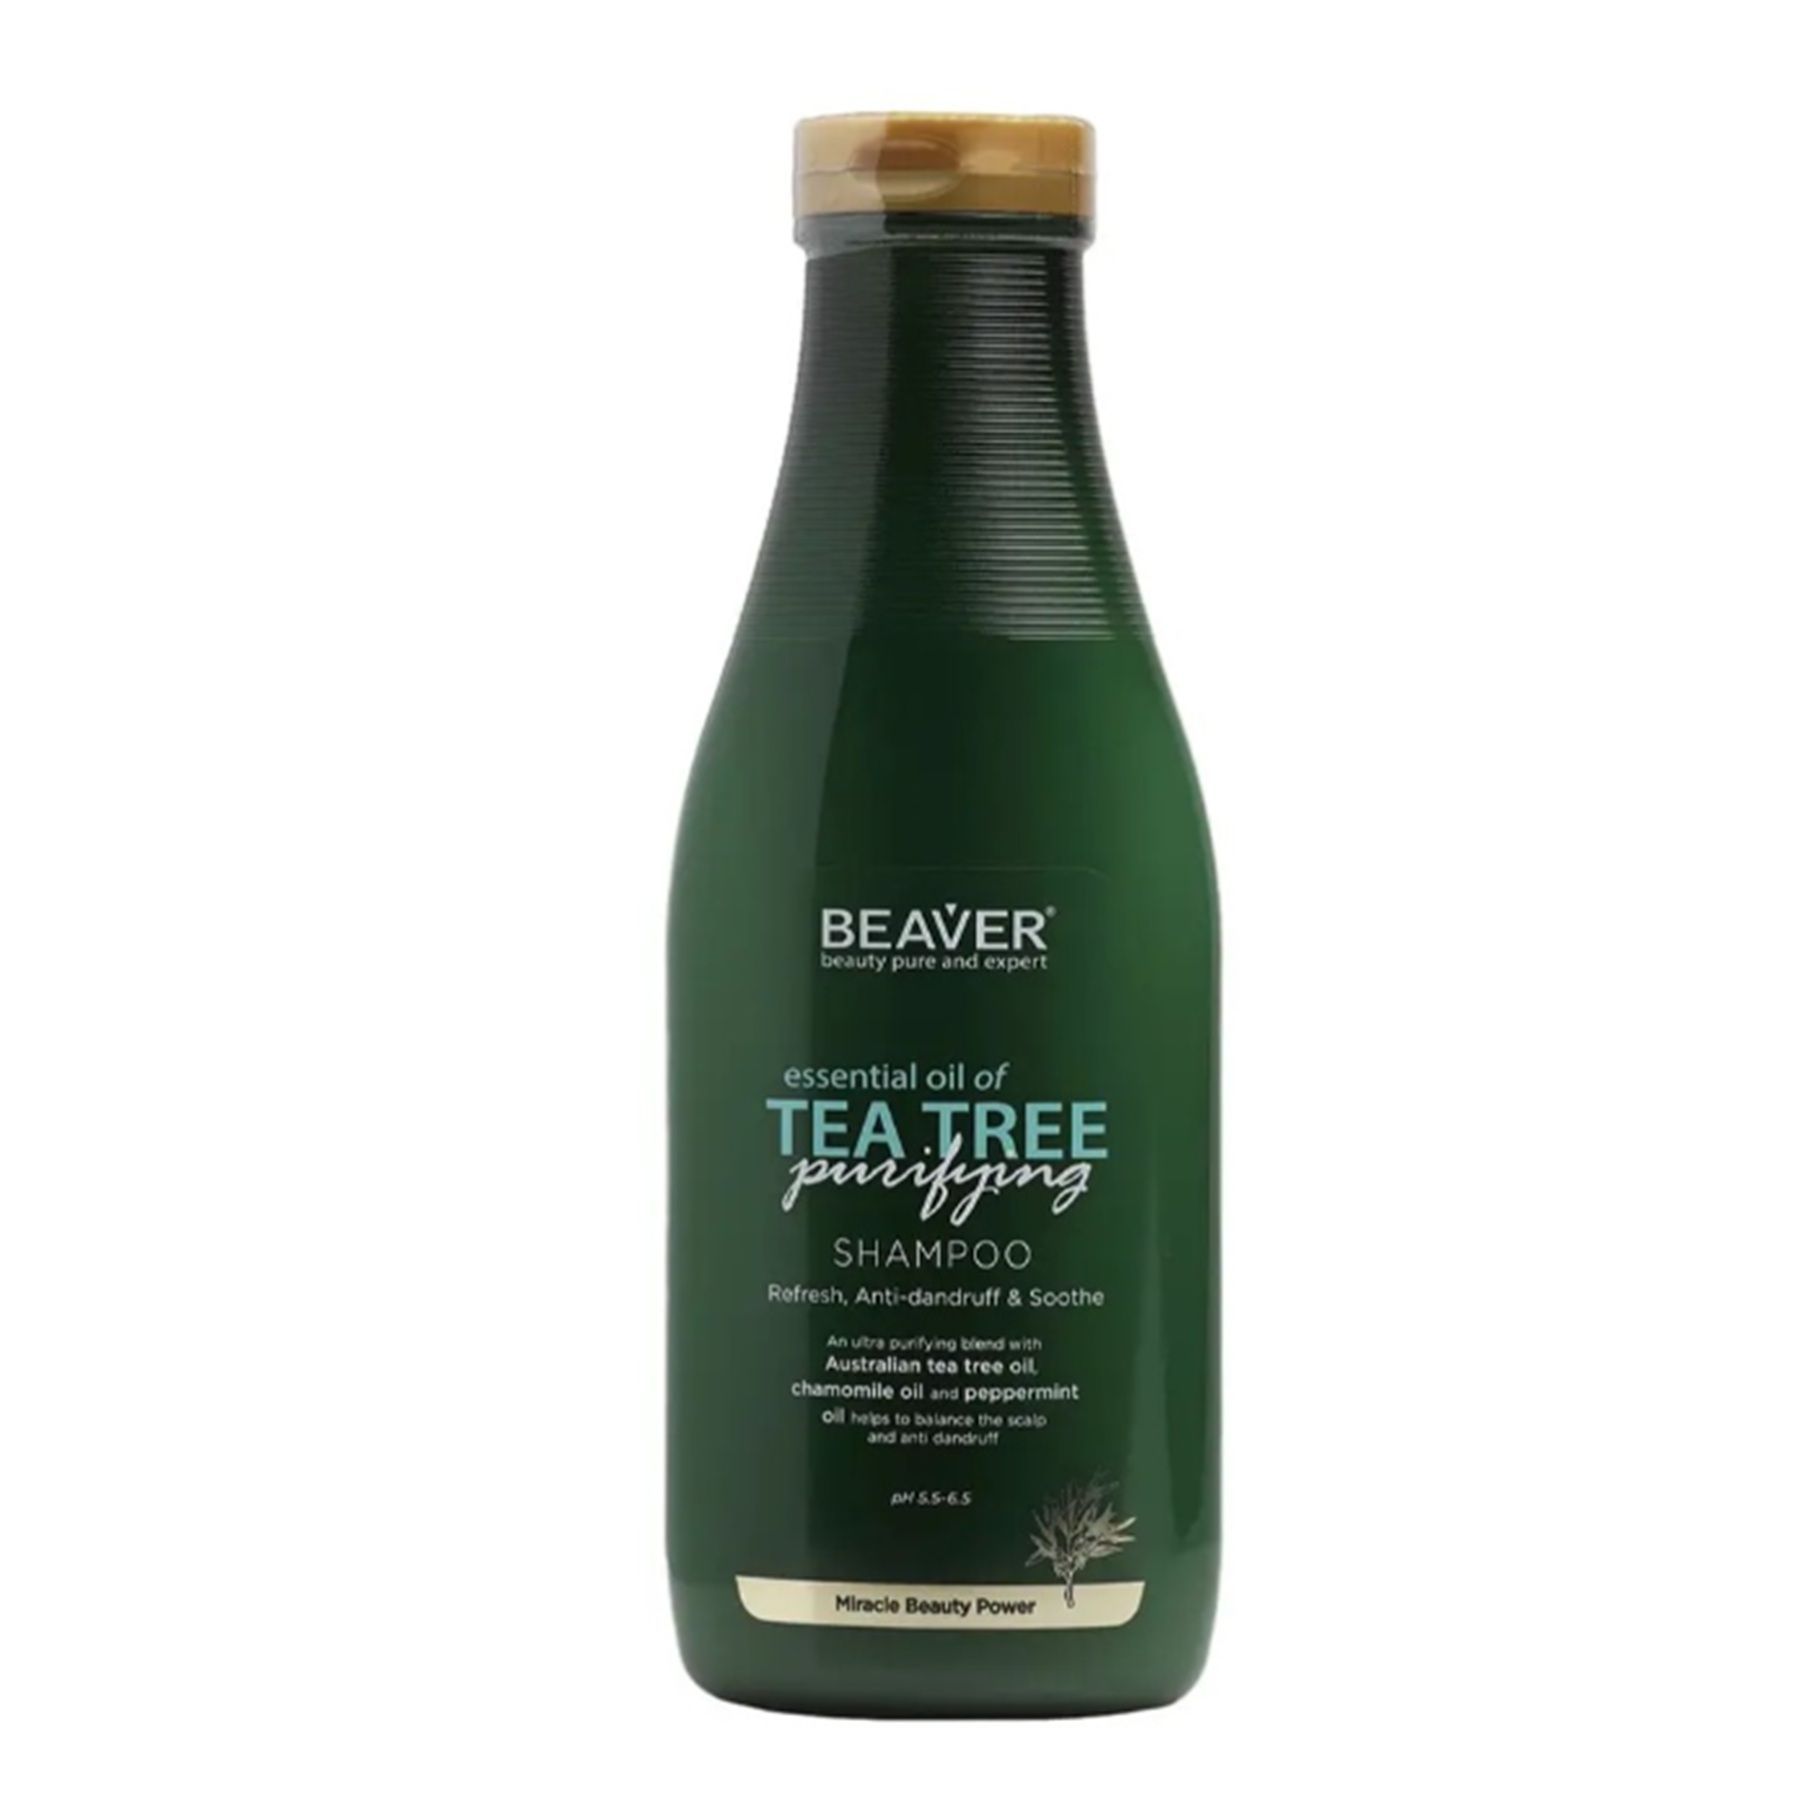 BEAVER®
beauty pure and expert
essential oil of
TEA TREE
purifying
SHAMPOO
Refresh, Anti-dandruff & Soothe
An ultra purifying blend with
Australian tea tree oil,
chamomile oil and peppermint
oil helps to balance the scalp
and anti dandruff
pH 5.5-6.5
Miracle Beauty Power